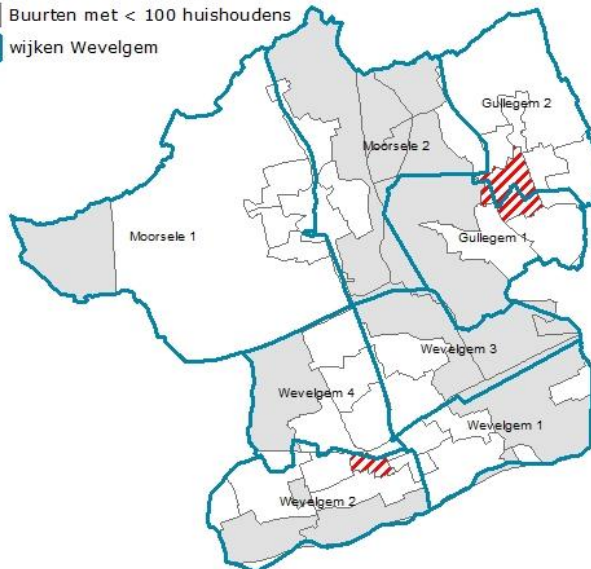 Buurten met < 100 huishoudens
wijken Wevelgem
Gullegem 2
Moorsele 2
Moorsele 1
Gullegem 1
Wevelgem 3
Wevelgem 4
Wevelgem 1
Wevelgem 2